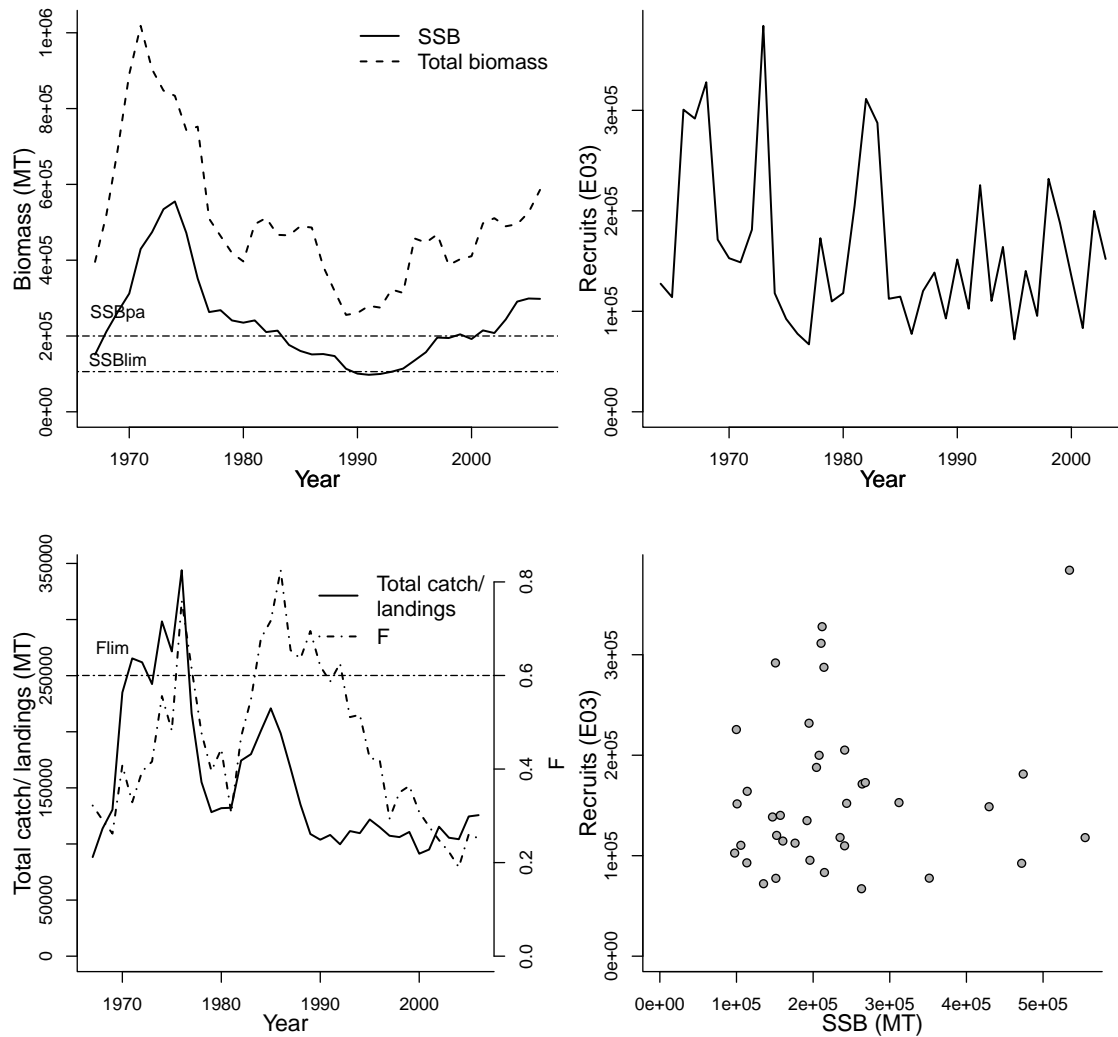 SSB
Total biomass
SSBpa
SSBlim
Biomass (MT)
0e+00 2e+05 4e+05 6e+05 8e+05 1e+06
1970 1980 1990 2000
Year
Recruits (E03)
0e+00 1e+05 2e+05 3e+05
1970 1980 1990 2000
Year
Total catch/
landings
F
Flim
Total catch/ landings (MT)
0 50000 150000 250000 350000
0.0 0.2 0.4 0.6 0.8
F
1970 1980 1990 2000
Year
Recruits (E03)
0e+00 1e+05 2e+05 3e+05
0e+00 1e+05 2e+05 3e+05 4e+05 5e+05
SSB (MT)